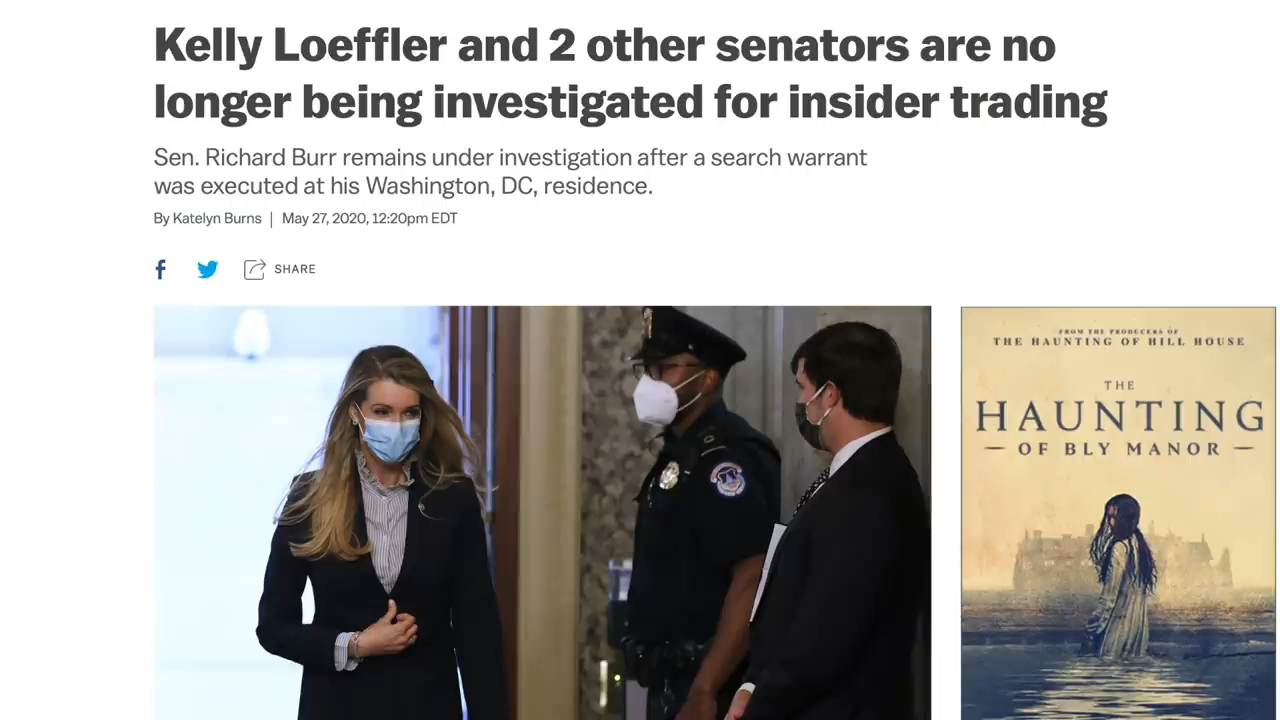 Kelly Loeffler and 2 other senators are no
longer being investigated for insider trading
Sen. Richard Burr remains under investigation after a search warrant
was executed at his Washington, DC, residence.
By Katelyn Burns | May 27, 2020, 12:20pm EDT
SHARE
FROM THE PRODUCERS OF
THE HAUNTING OF HILL HOUSE
THE
HAUNTING
OF BLY MANOR